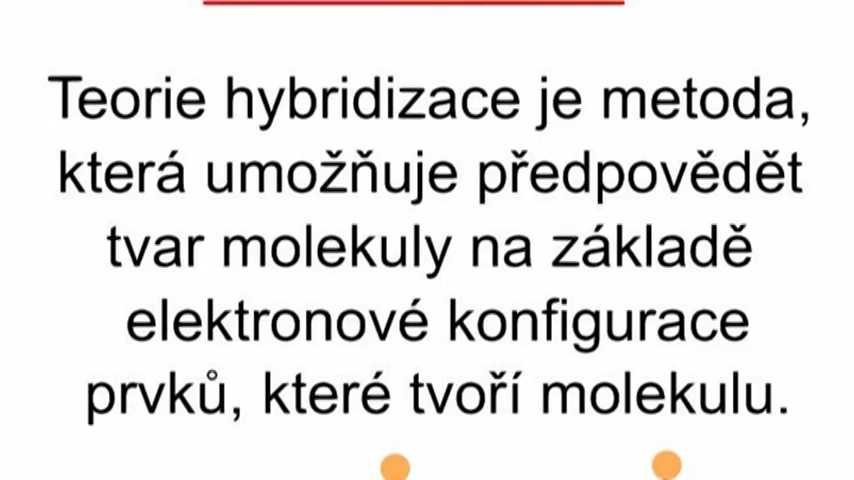 Teorie hybridizace je metoda,
která umožňuje předpovědět
tvar molekuly na základě
elektronové konfigurace
prvků, které tvoří molekulu.